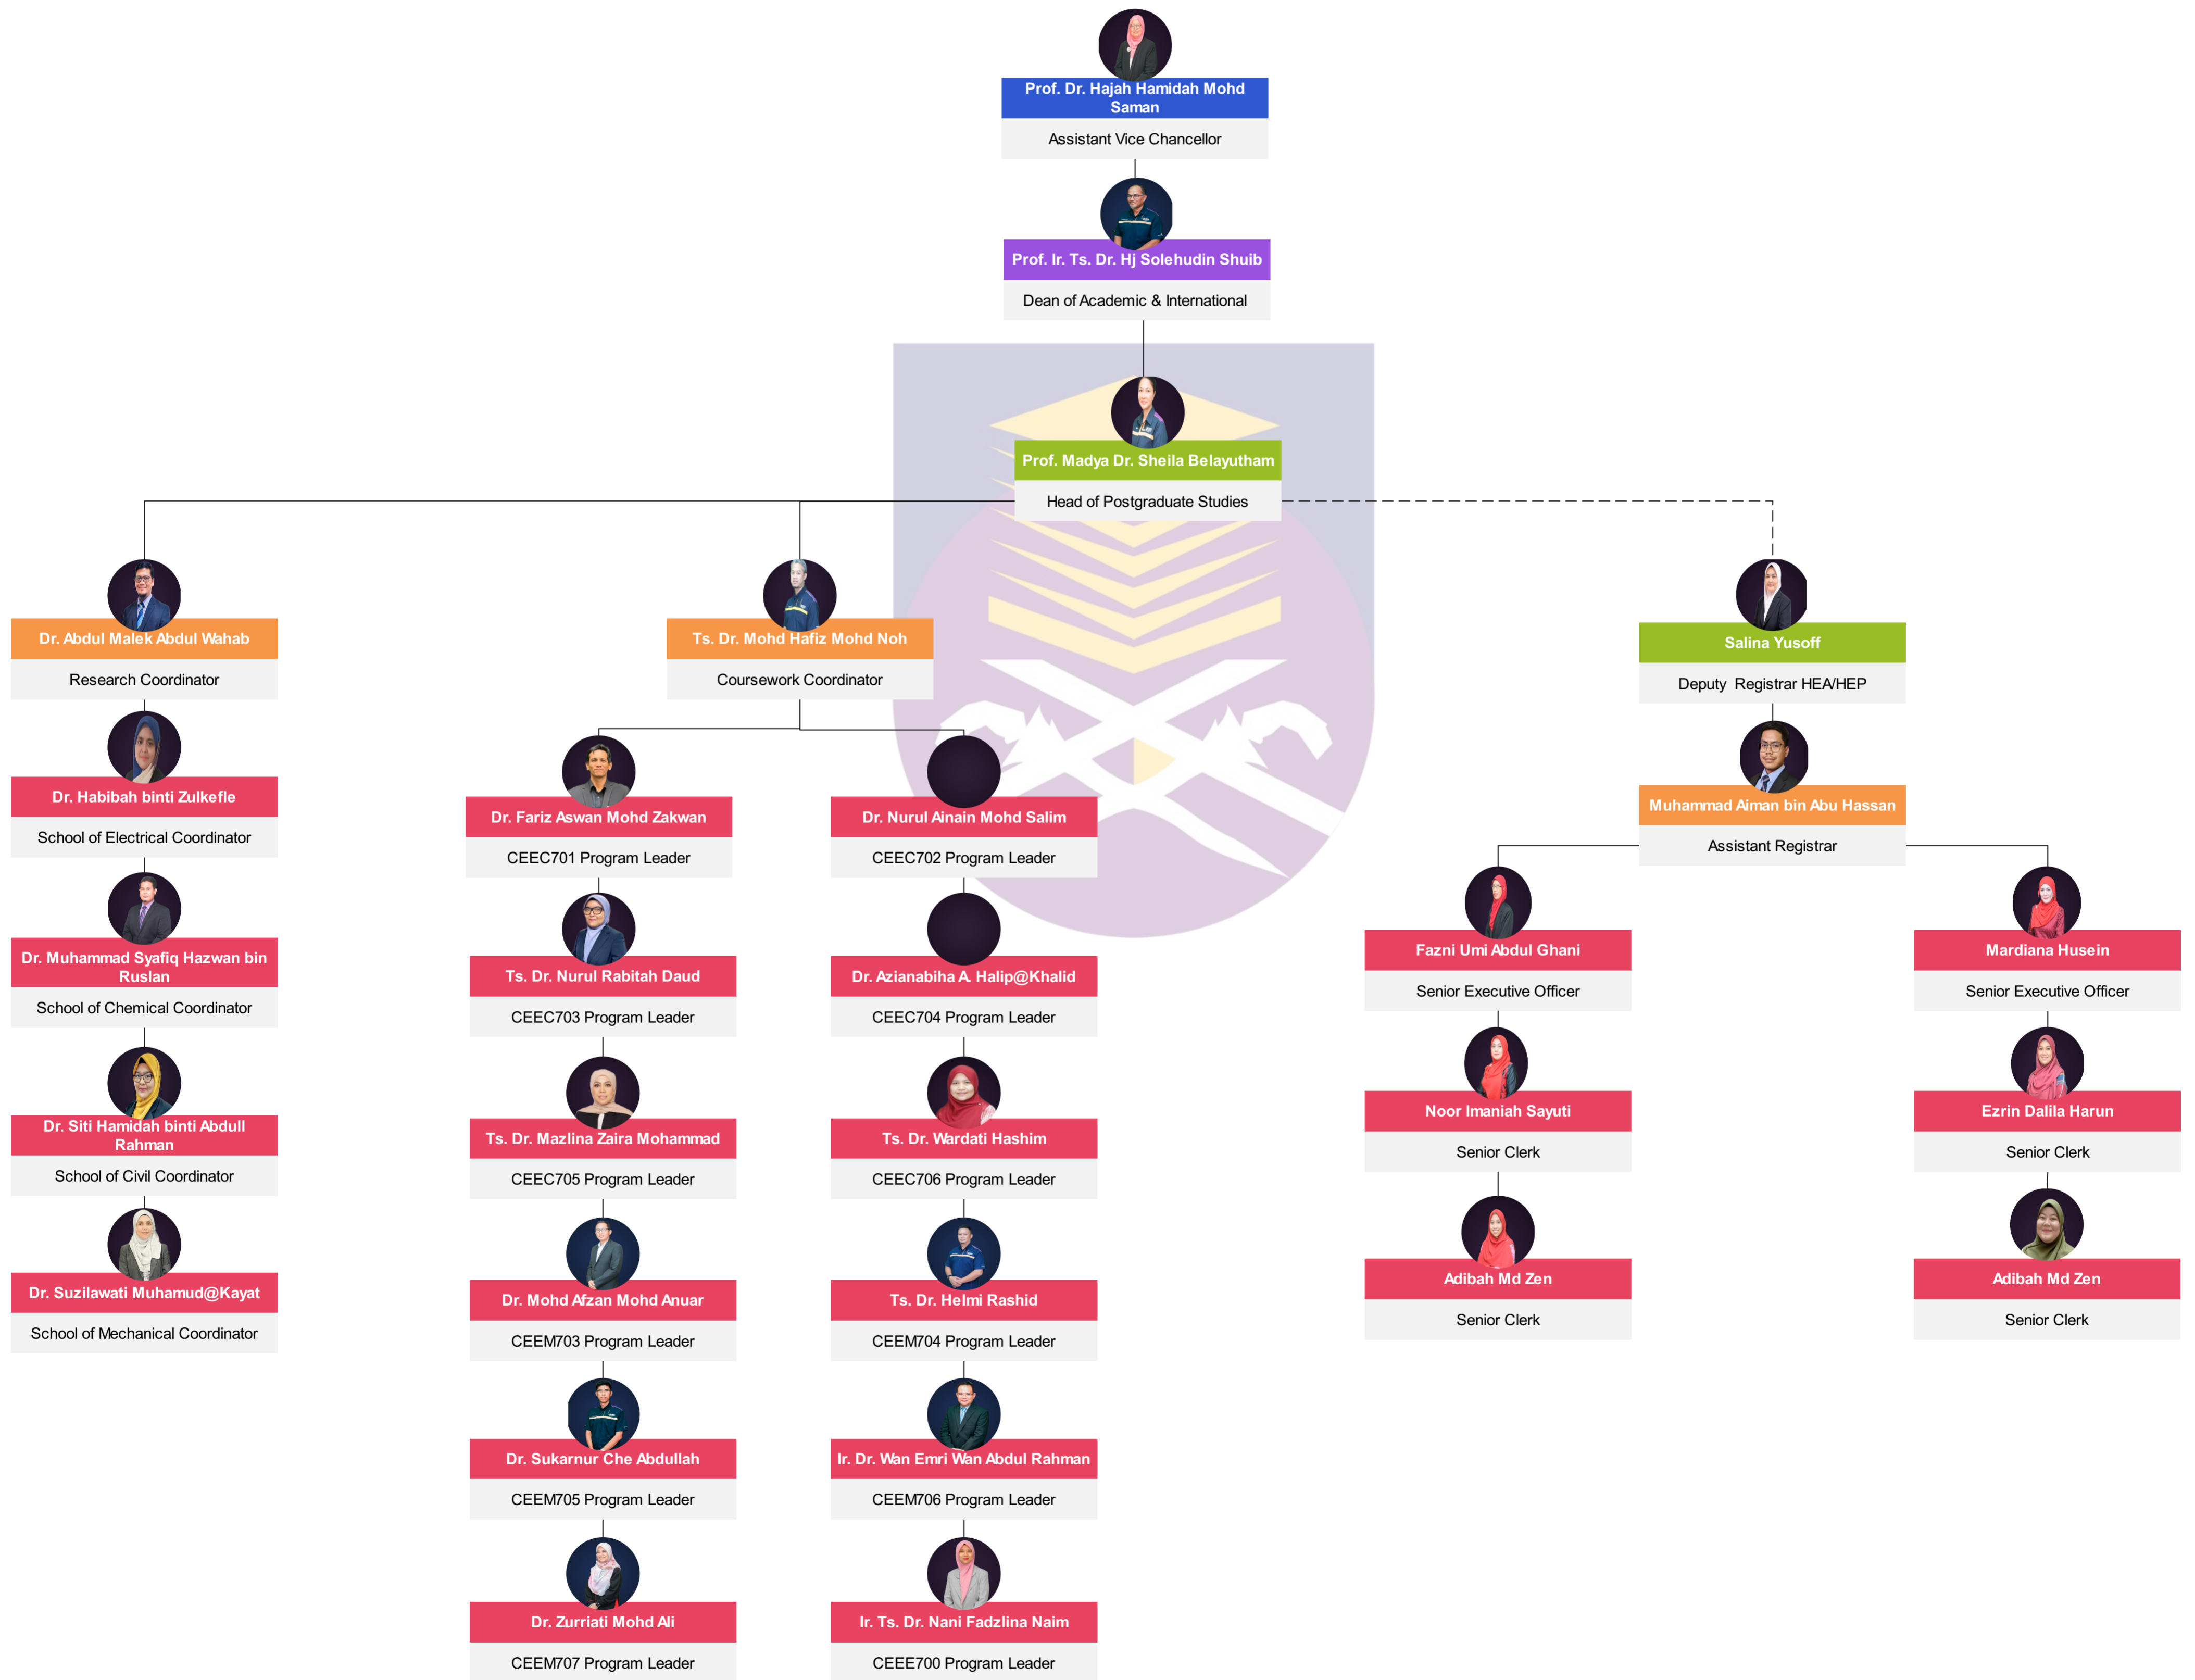 Prof. Dr. Hajah Hamidah Mohd
Saman
Assistant Vice Chancellor
Prof. Ir. Ts. Dr. Hj Solehudin Shuib
Dean of Academic & International
Prof. Madya Dr. Sheila Belayutham
Head of Postgraduate Studies
Dr. Abdul Malek Abdul Wahab
Research Coordinator
Dr. Habibah binti Zulkefle
School of Electrical Coordinator
Dr. Muhammad Syafiq Hazwan bin
Ruslan
School of Chemical Coordinator
Dr. Siti Hamidah binti Abdull
Rahman
School of Civil Coordinator
Dr. Suzilawati Muhamud@Kayat
School of Mechanical Coordinator
Ts. Dr. Mohd Hafiz Mohd Noh
Coursework Coordinator
Dr. Fariz Aswan Mohd Zakwan
CEEC701 Program Leader
Ts. Dr. Nurul Rabitah Daud
CEEC703 Program Leader
Ts. Dr. Mazlina Zaira Mohammad
CEEC705 Program Leader
Dr. Mohd Afzan Mohd Anuar
CEEM703 Program Leader
Dr. Sukarnur Che Abdullah
CEEM705 Program Leader
Dr. Zurriati Mohd Ali
CEEM707 Program Leader
Dr. Nurul Ainain Mohd Salim
CEEC702 Program Leader
Dr. Azianabiha A. Halip@Khalid
CEEC704 Program Leader
Ts. Dr. Wardati Hashim
CEEC706 Program Leader
Ts. Dr. Helmi Rashid
CEEM704 Program Leader
Ir. Dr. Wan Emri Wan Abdul Rahman
CEEM706 Program Leader
Ir. Ts. Dr. Nani Fadzlina Naim
CEEE700 Program Leader
Salina Yusoff
Deputy Registrar HEA/HEP
Muhammad Aiman bin Abu Hassan
Assistant Registrar
Fazni Umi Abdul Ghani
Senior Executive Officer
Noor Imaniah Sayuti
Senior Clerk
Adibah Md Zen
Senior Clerk
Mardiana Husein
Senior Executive Officer
Ezrin Dalila Harun
Senior Clerk
Adibah Md Zen
Senior Clerk